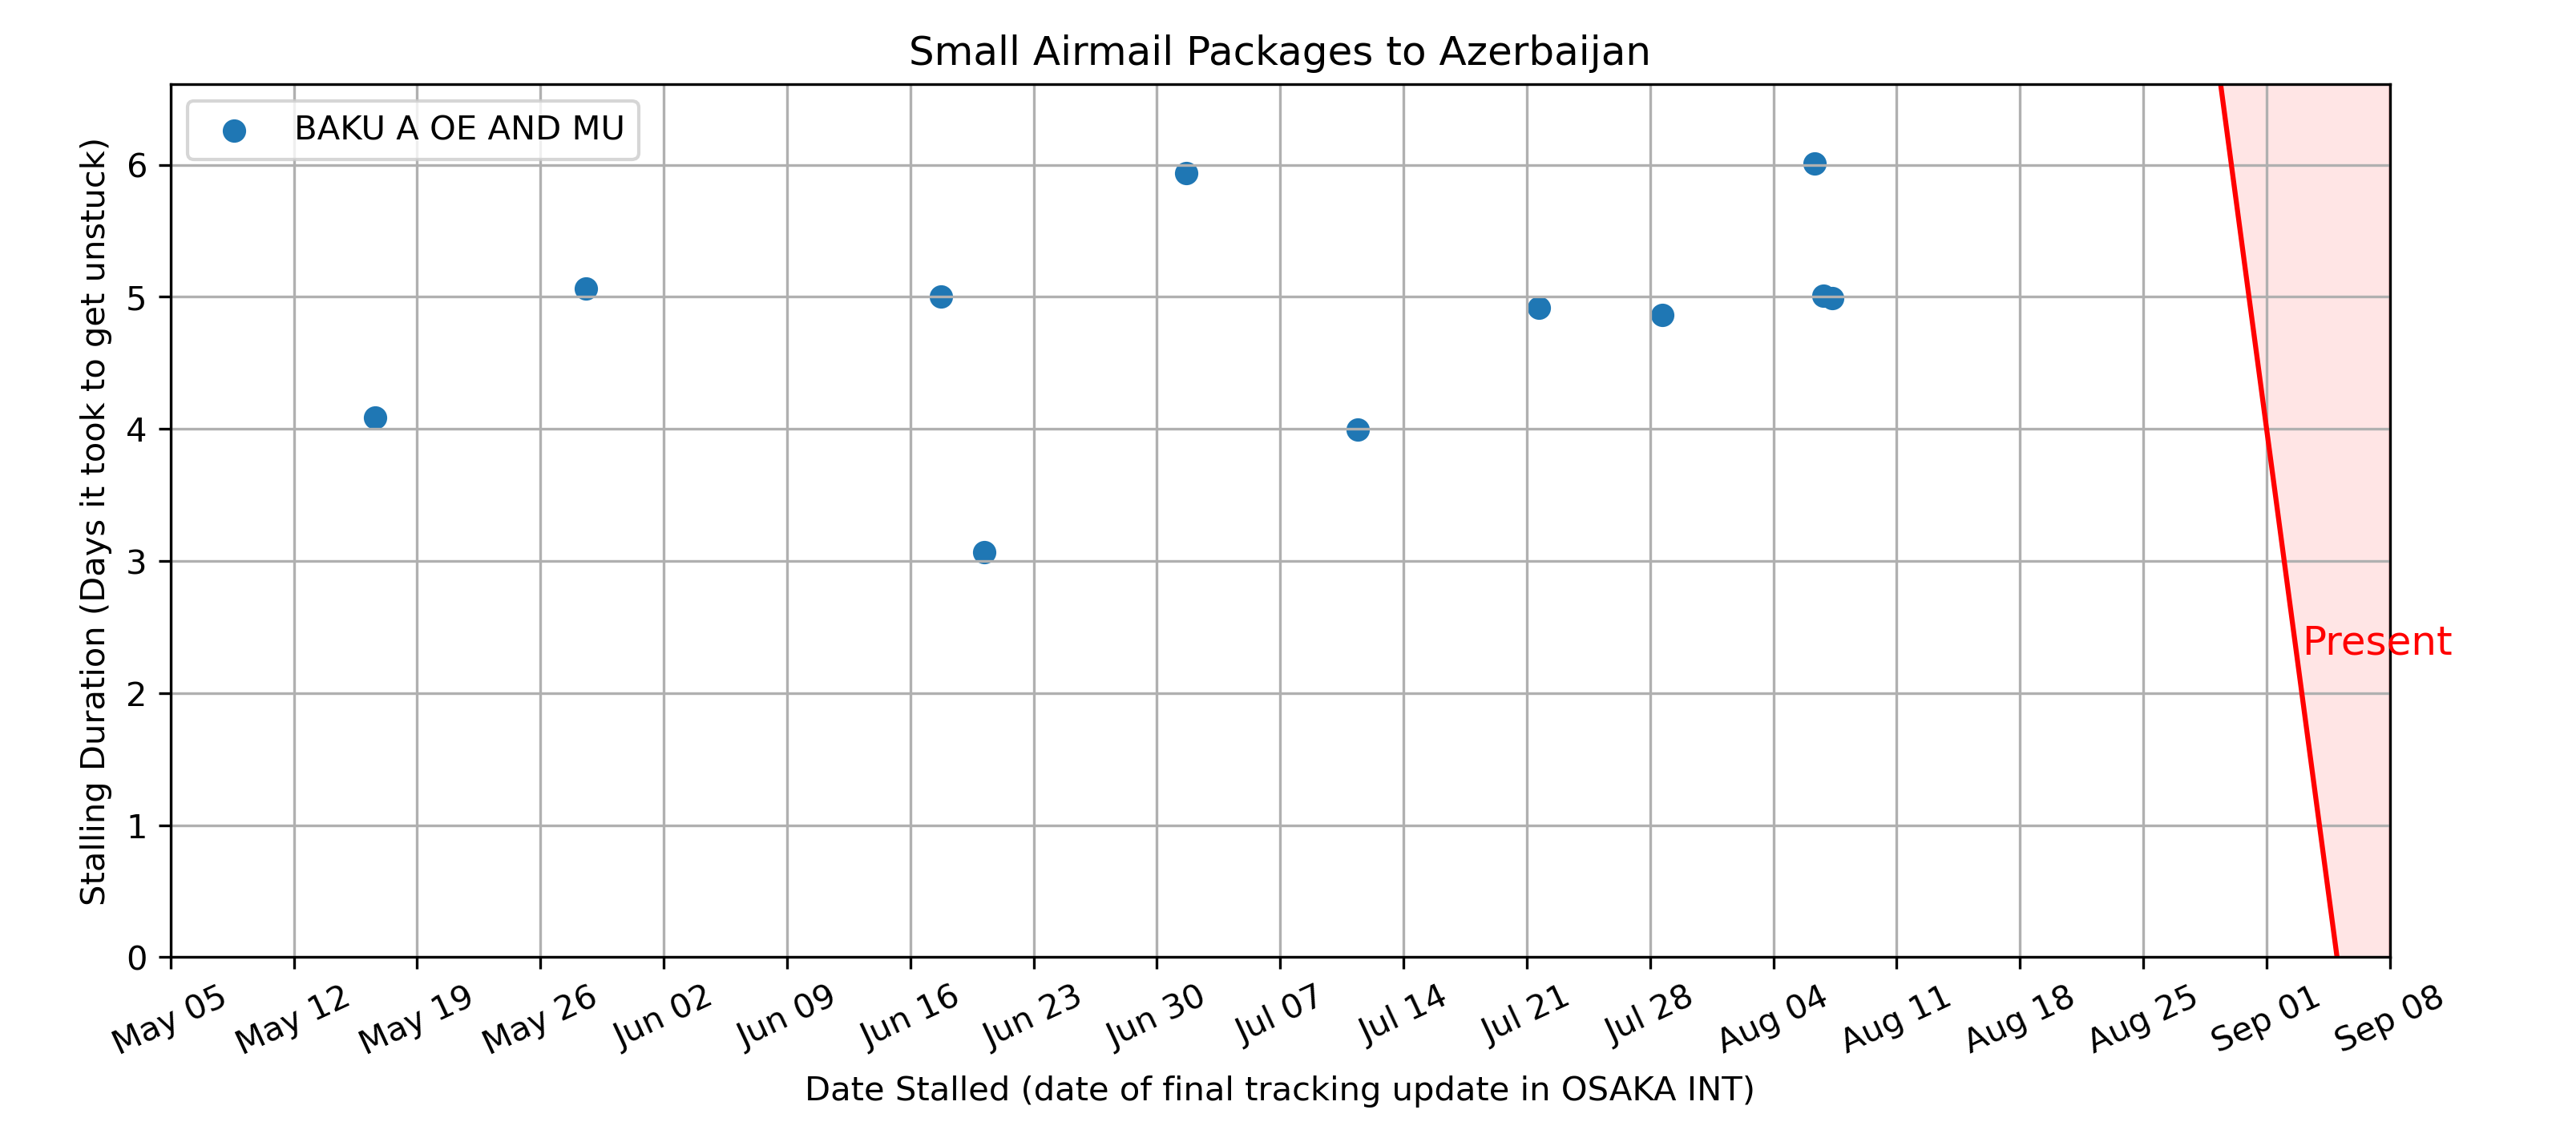 Small Airmail Packages to Azerbaijan
BAKU A OE AND MU
Stalling Duration (Days it took to get unstuck)
6
5
4
3
2
1
0
Present
May 05
May 12
May 19
May 26
Jun 02
Jun 09
Jun 16
Jun 23
Jun 30
Jul 07
Jul 14
Jul 21
Jul 28
Aug 04
Aug 11
Aug 18
Aug 25
Sep 01
Sep 08
Date Stalled (date of final tracking update in OSAKA INT)